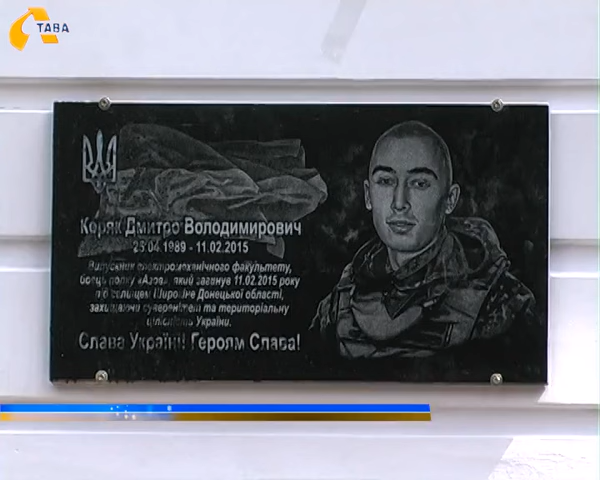 ТАВА
Коряк Дмитро Володимирович
25.04.1989 - 11.02.2015
Випускник електромеханічного факультету,
боєць полку «Азов», який загинув 11.02.2015 року
під селищем Широкіне Донецької області,
захищаючи суверенітет та територіальну
цілісність України.
Слава Україні! Героям Слава!